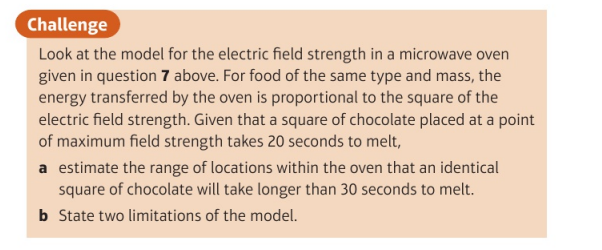 Challenge
Look at the model for the electric field strength in a microwave oven
given in question 7 above. For food of the same type and mass, the
energy transferred by the oven is proportional to the square of the
electric field strength. Given that a square of chocolate placed at a point
of maximum field strength takes 20 seconds to melt,
a estimate the range of locations within the oven that an identical
square of chocolate will take longer than 30 seconds to melt.
b State two limitations of the model.